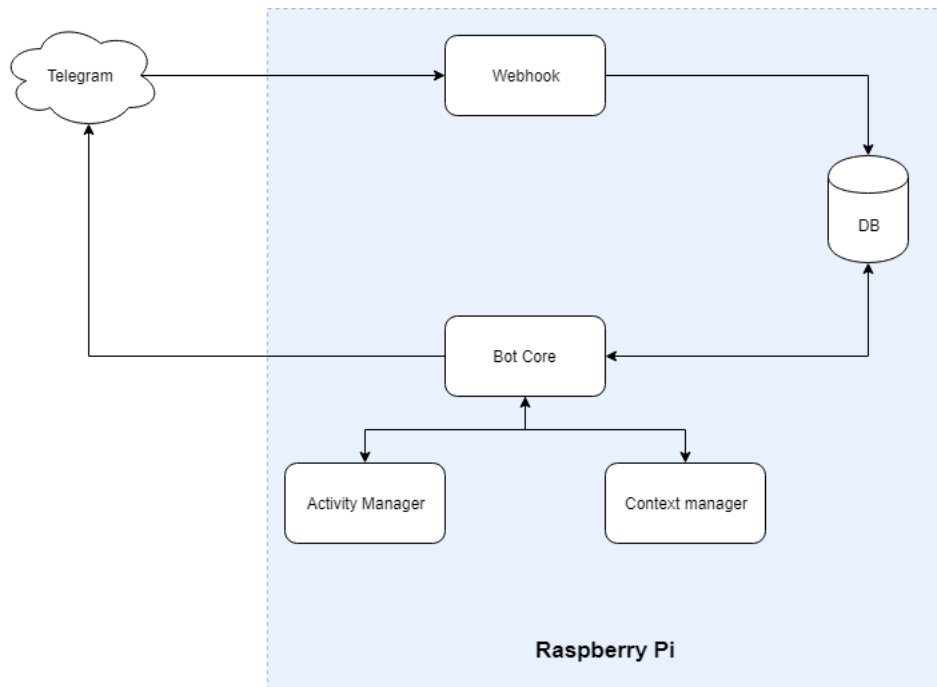 Telegram
Webhook
DB
Bot Core
Activity Manager
Context manager
Raspberry Pi